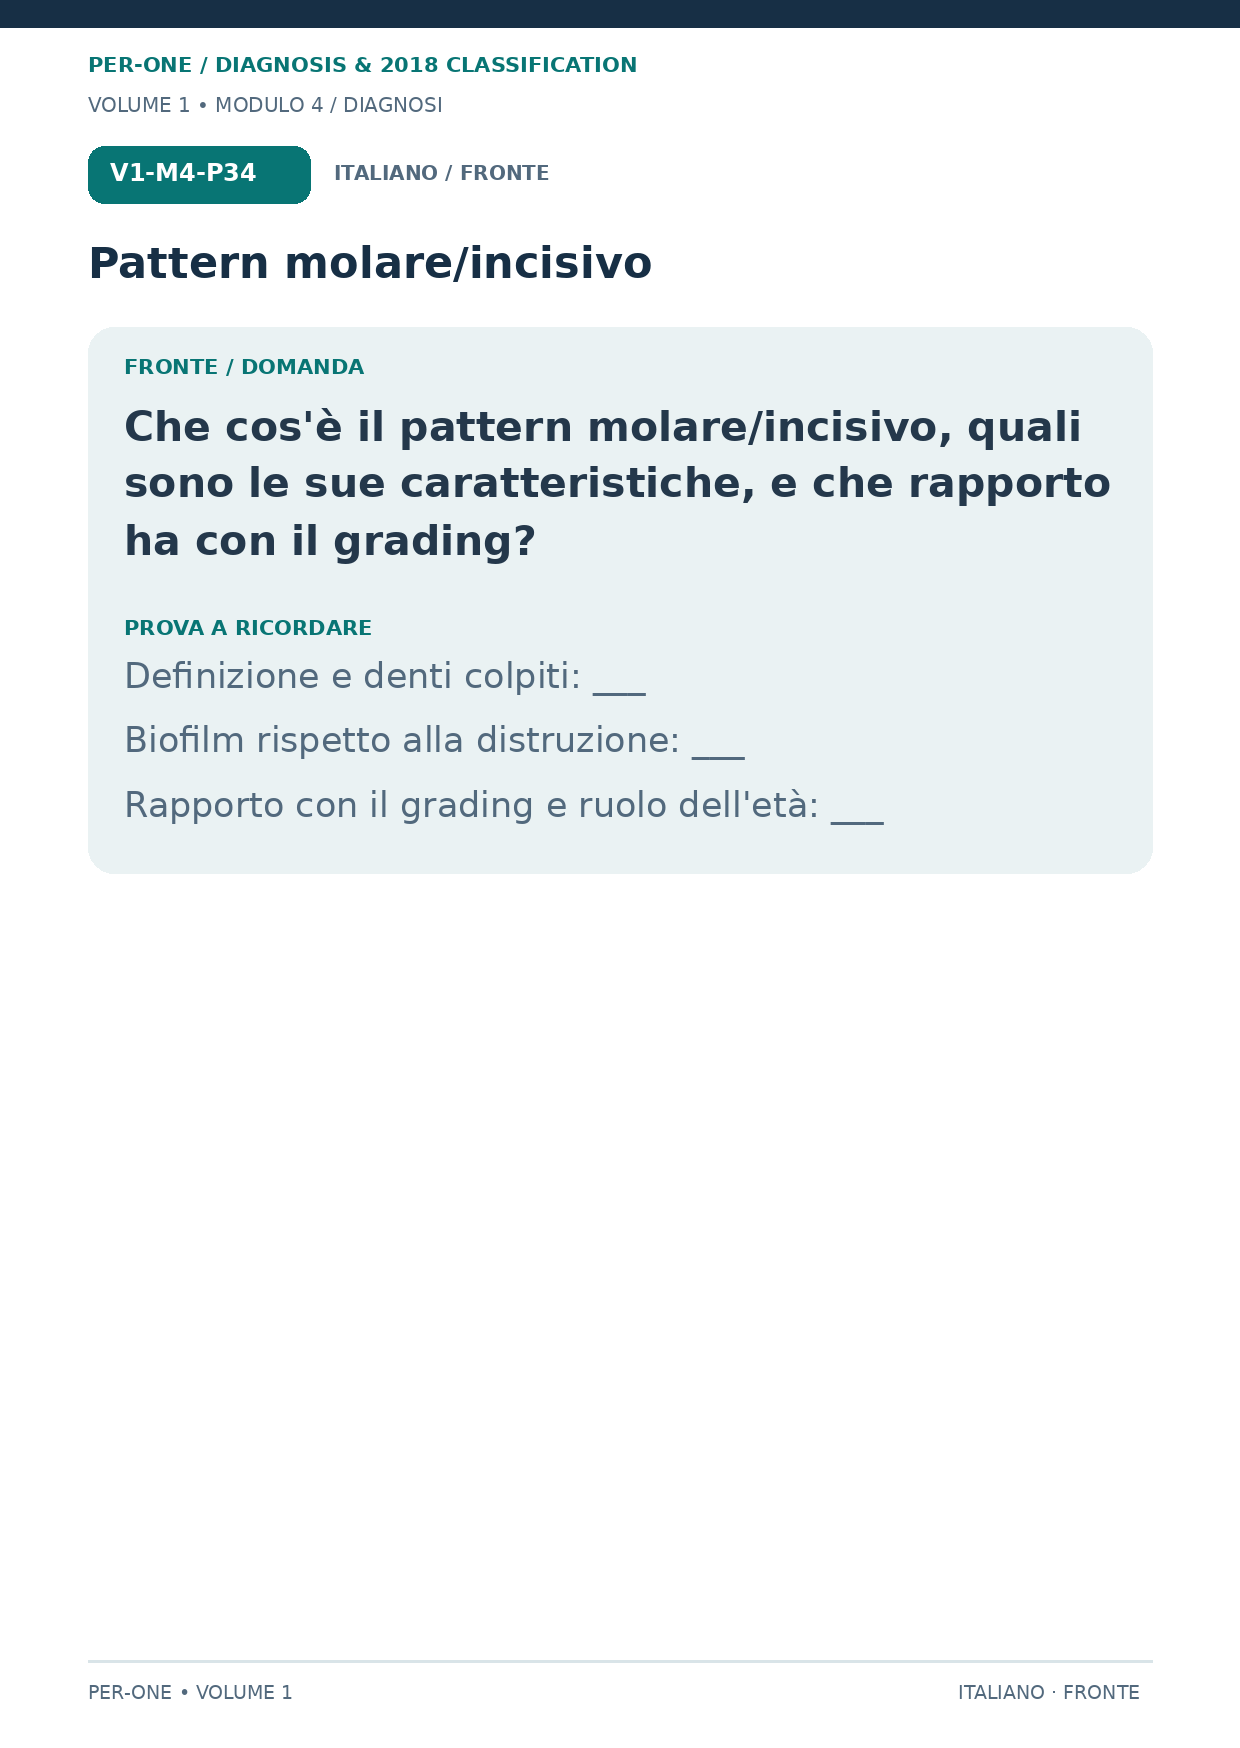 PER-ONE / DIAGNOSIS & 2018 CLASSIFICATION
VOLUME 1 • MODULO 4 / DIAGNOSI
V1-M4-P34
ITALIANO / FRONTE
Pattern molare/incisivo
FRONTE / DOMANDA
Che cos'è il pattern molare/incisivo, quali
sono le sue caratteristiche, e che rapporto
ha con il grading?
PROVA A RICORDARE
Definizione e denti colpiti: ___
Biofilm rispetto alla distruzione: ___
Rapporto con il grading e ruolo dell'età: ___
PER-ONE • VOLUME 1
ITALIANO · FRONTE